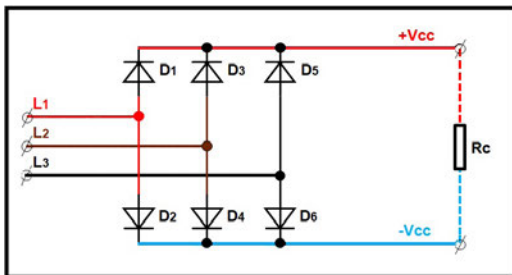 +Vcc
D1 D3 D5
L1
L2
L3
Rc
D2 D4 D6
-Vcc